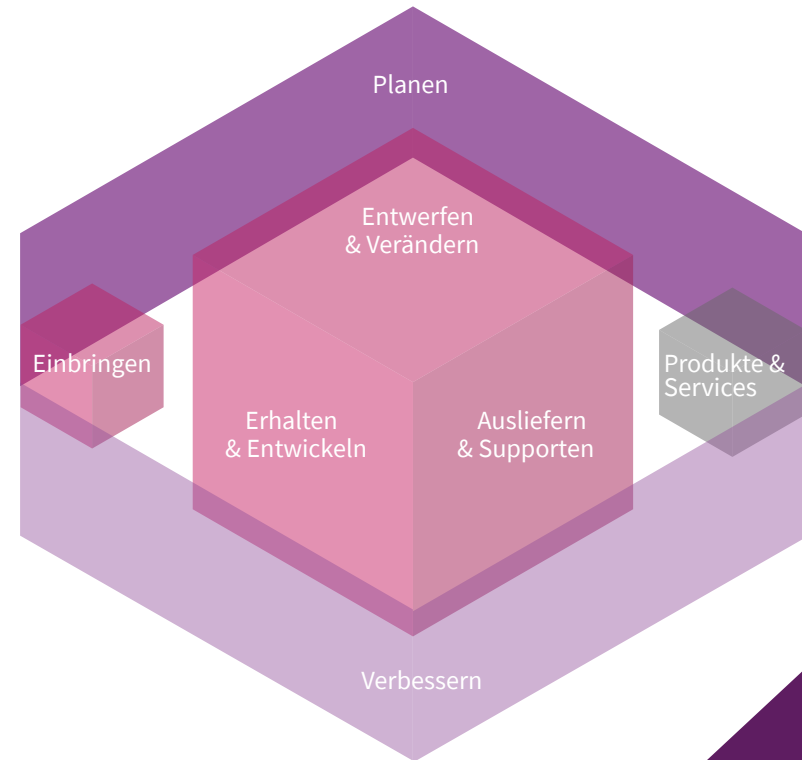 Planen
Entwerfen
& Verändern
Einbringen
Produkte &
Services
Erhalten
& Entwickeln
Ausliefern
& Supporten
Verbessern